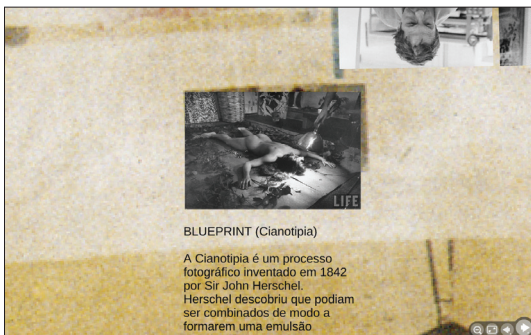 LIFE
BLUEPRINT (Cianotipia)
A Cianotipia é um processo
fotográfico inventado em 1842
por Sir John Herschel.
Herschel descobriu que podiam
ser combinados de modo a
formarem uma emulsão